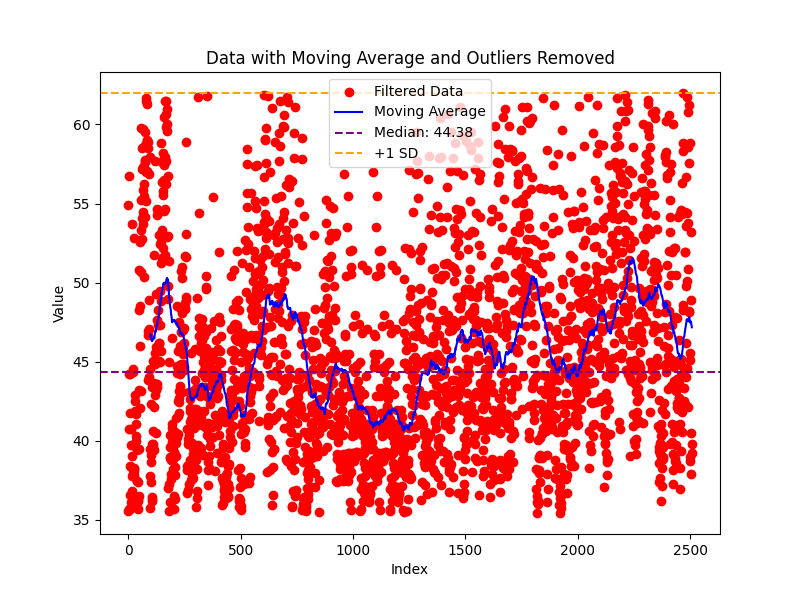 Data with Moving Average and Outliers Removed
Filtered Data
Moving Average
Median: 44.38
+1 SD
60
55
50
45
40
35
Value
0
500
1000
1500
2000
2500
Index